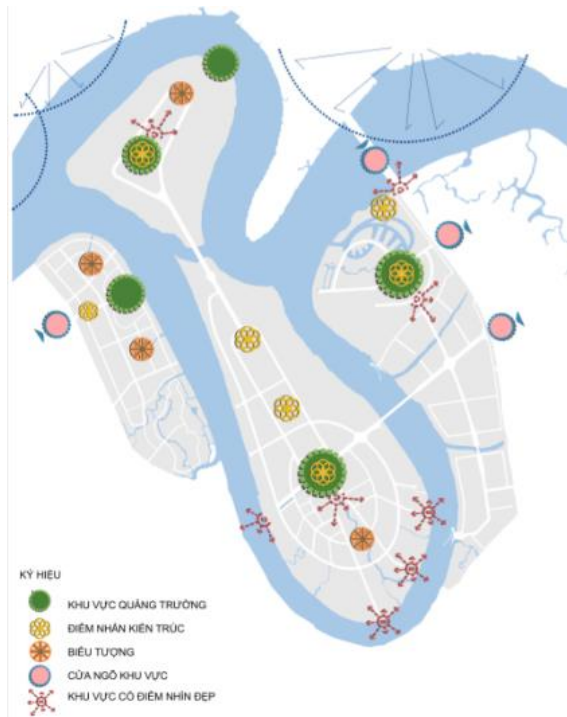 KÝ HIỆU
KHU VỰC QUẢNG TRƯỜNG
ĐIỂM NHẤN KIẾN TRÚC
BIỂU TƯỢNG
CỬA NGÕ KHU VỰC
KHU VỰC CÓ ĐIỂM NHÌN ĐẸP